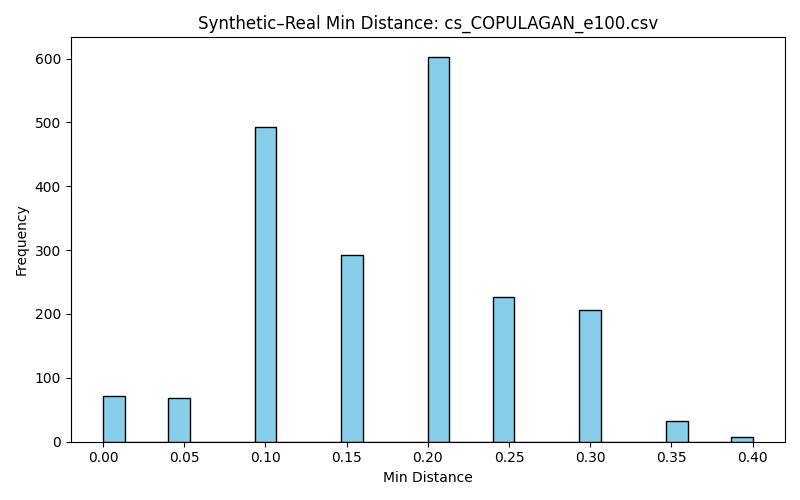 Synthetic–Real Min Distance: cs_COPULAGAN_e100.csv
600
500
400
300
200
100
0
Frequency
0.00 0.05 0.10 0.15 0.20 0.25 0.30 0.35 0.40
Min Distance